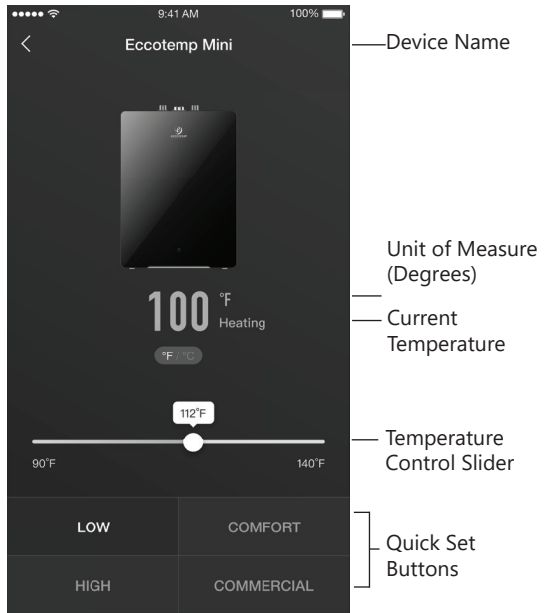 9:41 AM 100%
Eccotemp Mini
Device Name
ECCOTEMP
Unit of Measure
(Degrees)
100 °F
Heating
Current
Temperature
°F / °C
112°F
90°F 140°F
Temperature
Control Slider
LOW COMFORT
HIGH COMMERCIAL
Quick Set
Buttons